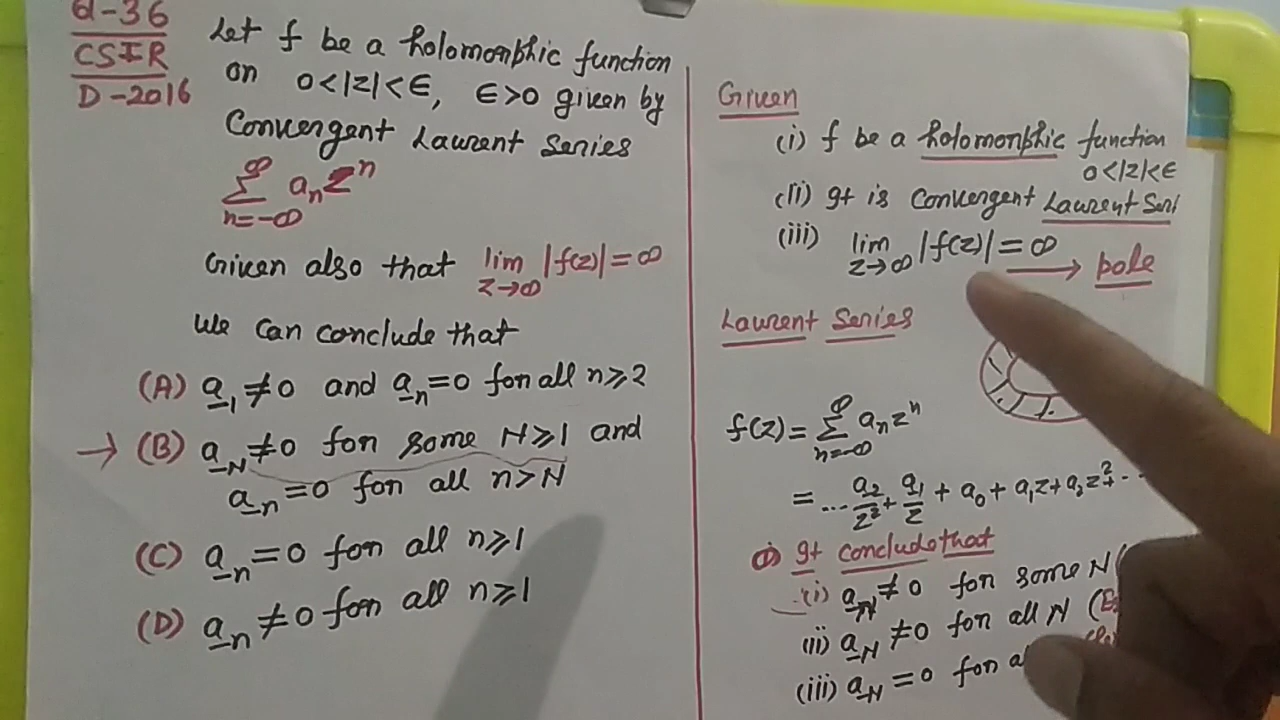 Q-36
CSIR
D-2016
Let f be a holomorphic function
on 0<|z|<ϵ, ϵ>0 given by
Convergent Laurent Series
∞
∑ aₙzⁿ
n=-∞
Given also that lim |f(z)|=∞
z→∞
We can conclude that
(A) a₋₁≠0 and a₋ₙ=0 for all n≥2
→ (B) a₋N≠0 for some N≥1 and
a₋ₙ=0 for all n>N
(C) a₋ₙ=0 for all n≥1
(D) a₋ₙ≠0 for all n≥1
Given
(i) f be a holomorphic function
0<|z|<ϵ
(ii) It is Convergent Laurent Seri
(iii) lim |f(z)|=∞ → pole
z→∞
Laurent Series
f(z)= ∞
∑ aₙzⁿ
n=-∞
= ... a₂/z² + a₁/z + a₀ + a₁z + a₂z² + ..
(i) It conclude that
(i) a₋N≠0 for some N(
(ii) a₋N≠0 for all N (E
(iii) a₋N=0 for a